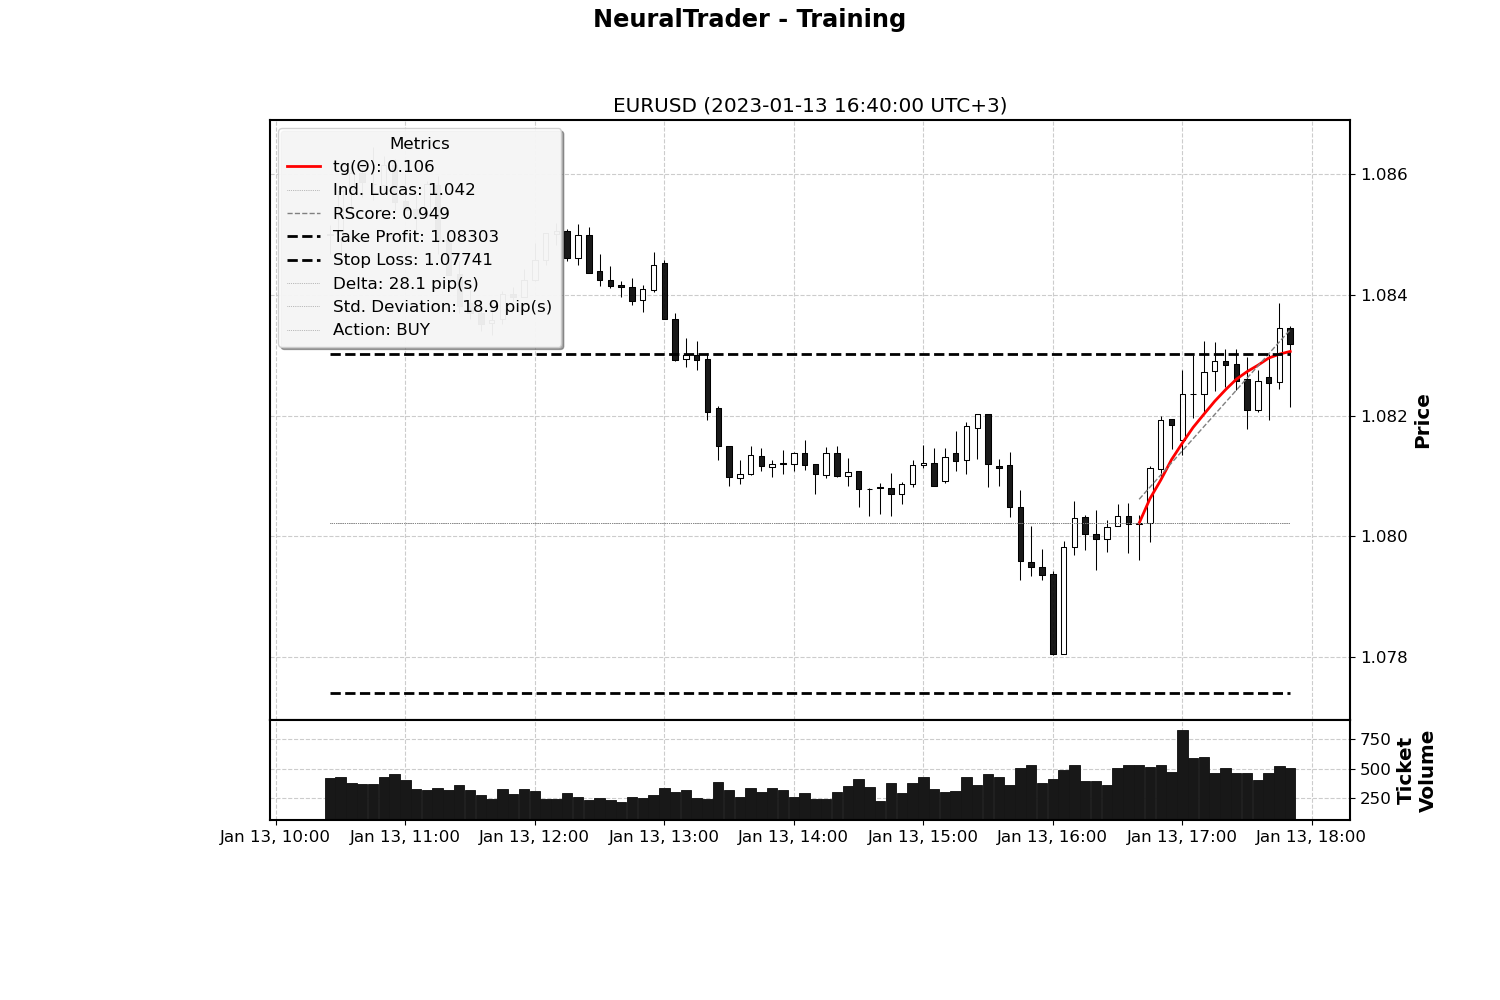 NeuralTrader - Training
EURUSD (2023-01-13 16:40:00 UTC+3)
Metrics
tg(Θ): 0.106
Ind. Lucas: 1.042
RScore: 0.949
Take Profit: 1.08303
Stop Loss: 1.07741
Delta: 28.1 pip(s)
Std. Deviation: 18.9 pip(s)
Action: BUY
1.086
1.084
1.082
1.080
1.078
Price
750
500
250
Ticket
Volume
Jan 13, 10:00
Jan 13, 11:00
Jan 13, 12:00
Jan 13, 13:00
Jan 13, 14:00
Jan 13, 15:00
Jan 13, 16:00
Jan 13, 17:00
Jan 13, 18:00